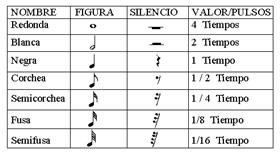 NOMBRE FIGURA SILENCIO VALOR/PULSOS
Redonda 4 Tiempos
Blanca 2 Tiempos
Negra 1 Tiempo
Corchea 1 / 2 Tiempo
Semicorchea 1 / 4 Tiempo
Fusa 1/8 Tiempo
Semifusa 1/16 Tiempo